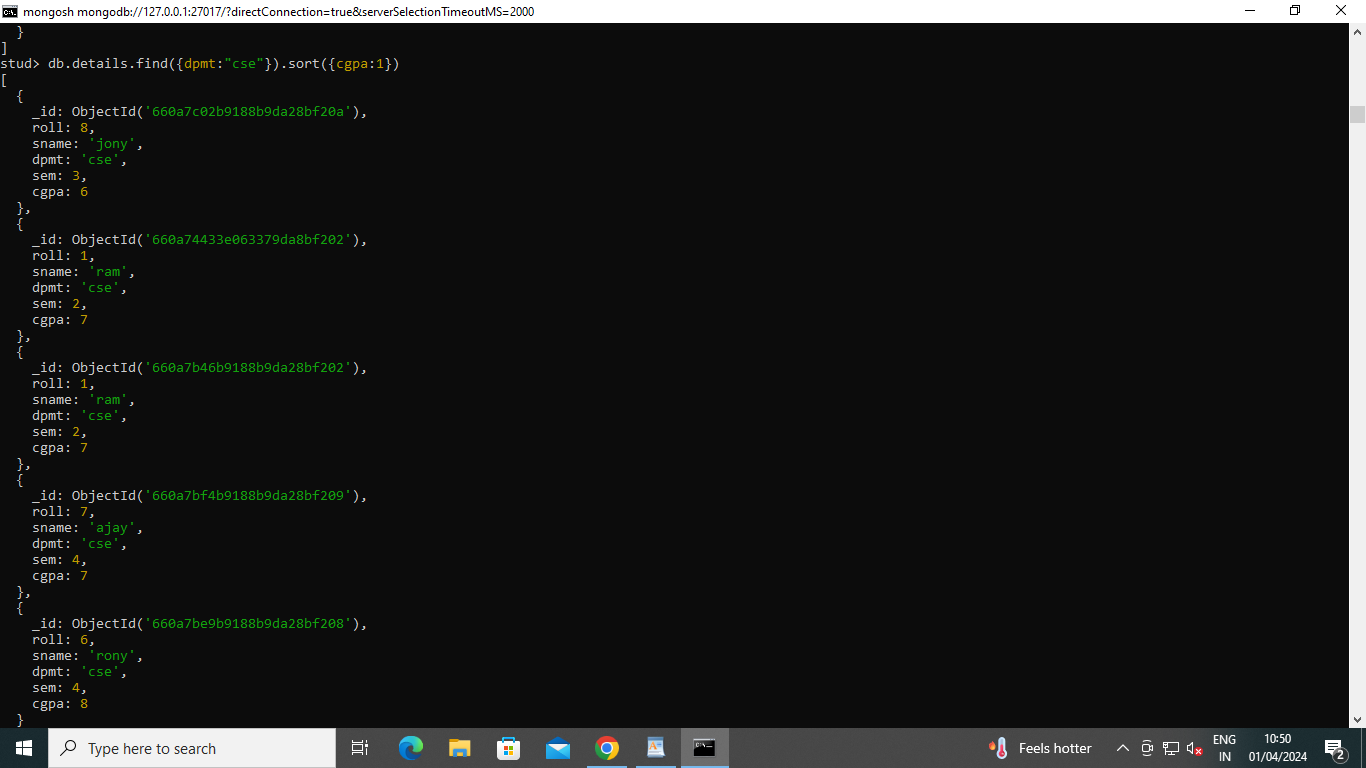 mongosh mongodb://127.0.0.1:27017/?directConnection=true&serverSelectionTimeoutMS=2000
}
]
stud> db.details.find({dpmt:"cse"}).sort({cgpa:1})
[
{
_id: ObjectId('660a7c02b9188b9da28bf20a'),
roll: 8,
sname: 'jony',
dpmt: 'cse',
sem: 3,
cgpa: 6
},
{
_id: ObjectId('660a74433e063379da8bf202'),
roll: 1,
sname: 'ram',
dpmt: 'cse',
sem: 2,
cgpa: 7
},
{
_id: ObjectId('660a7b46b9188b9da28bf202'),
roll: 1,
sname: 'ram',
dpmt: 'cse',
sem: 2,
cgpa: 7
},
{
_id: ObjectId('660a7bf4b9188b9da28bf209'),
roll: 7,
sname: 'ajay',
dpmt: 'cse',
sem: 4,
cgpa: 7
},
{
_id: ObjectId('660a7be9b9188b9da28bf208'),
roll: 6,
sname: 'rony',
dpmt: 'cse',
sem: 4,
cgpa: 8
}
Type here to search
Feels hotter
ENG
IN
10:50
01/04/2024
2